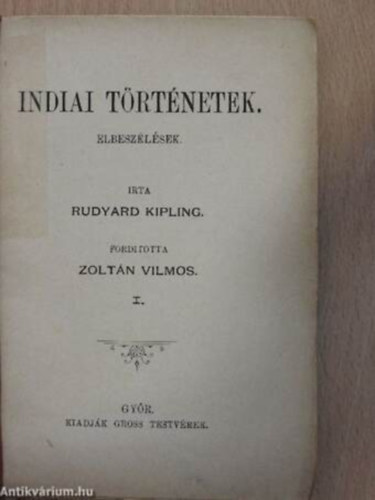 INDIAI TÖRTÉNETEK.
ELBESZÉLÉSEK.
IRTA
RUDYARD KIPLING.
FORDITOTTA
ZOLTÁN VILMOS.
I.
GYŐR.
KIADJÁK GROSS TESTVÉREK.
Antikvárium.hu